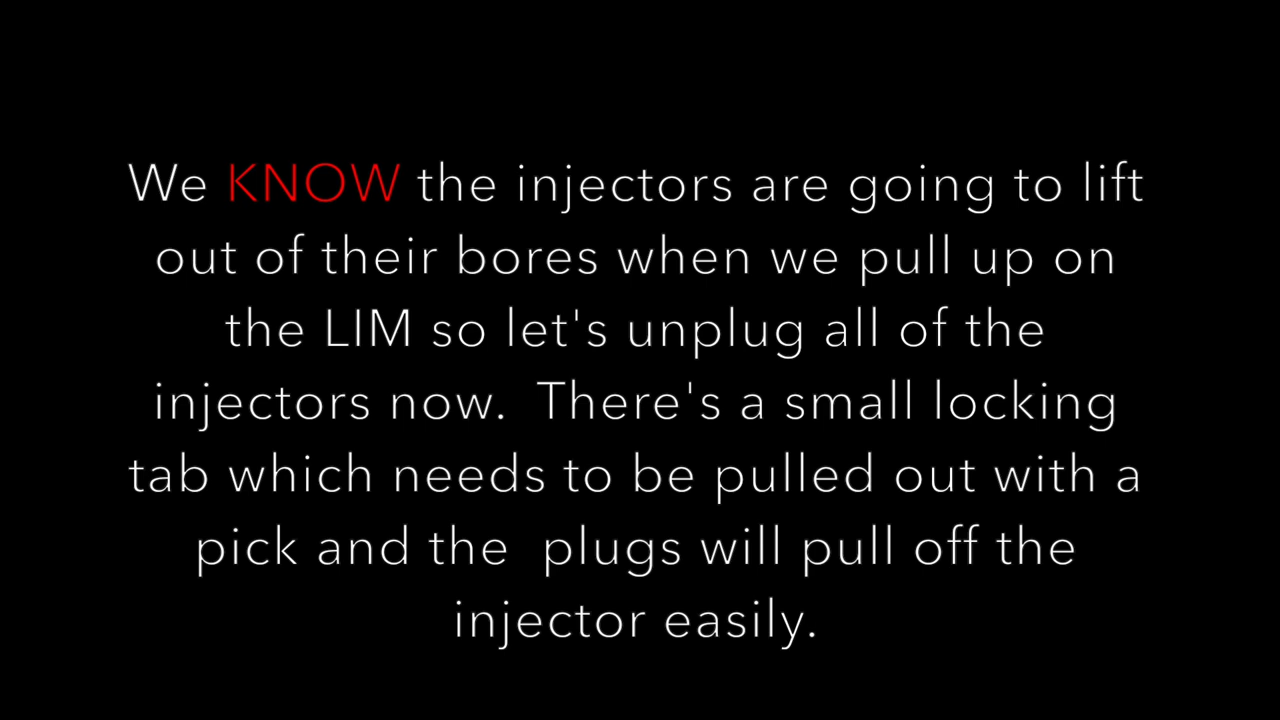 We KNOW the injectors are going to lift
out of their bores when we pull up on
the LIM so let's unplug all of the
injectors now.  There's a small locking
tab which needs to be pulled out with a
pick and the  plugs will pull off the
injector easily.